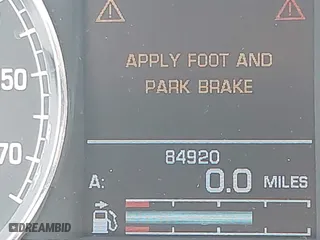 APPLY FOOT AND
PARK BRAKE
50
70
84920
A: 0.0 MILES
DREAMBID